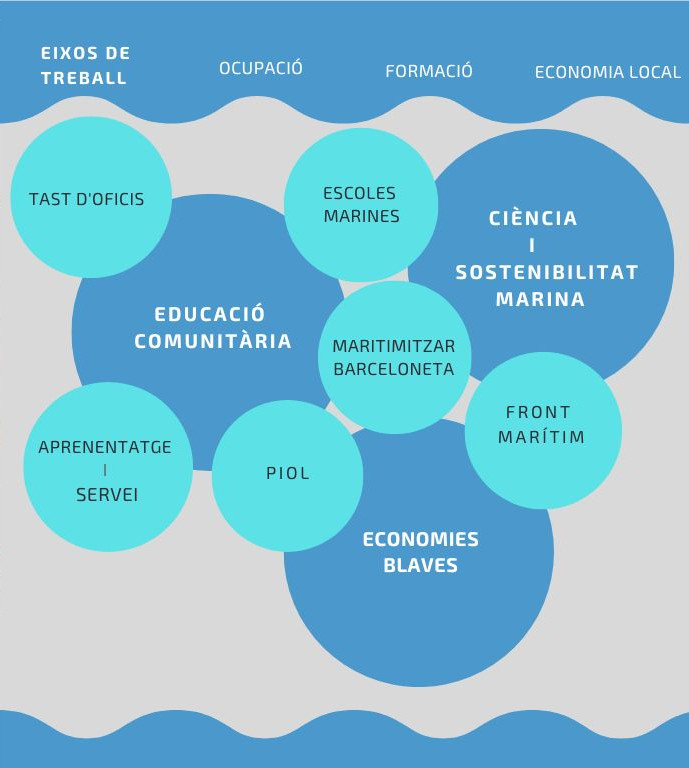 EIXOS DE
TREBALL
OCUPACIÓ
FORMACIÓ
ECONOMIA LOCAL
TAST D'OFICIS
ESCOLES
MARINES
CIÈNCIA
I
SOSTENIBILITAT
MARINA
EDUCACIÓ
COMUNITÀRIA
MARITIMITZAR
BARCELONETA
FRONT
MARÍTIM
APRENENTATGE
I
SERVEI
PIOL
ECONOMIES
BLAVES